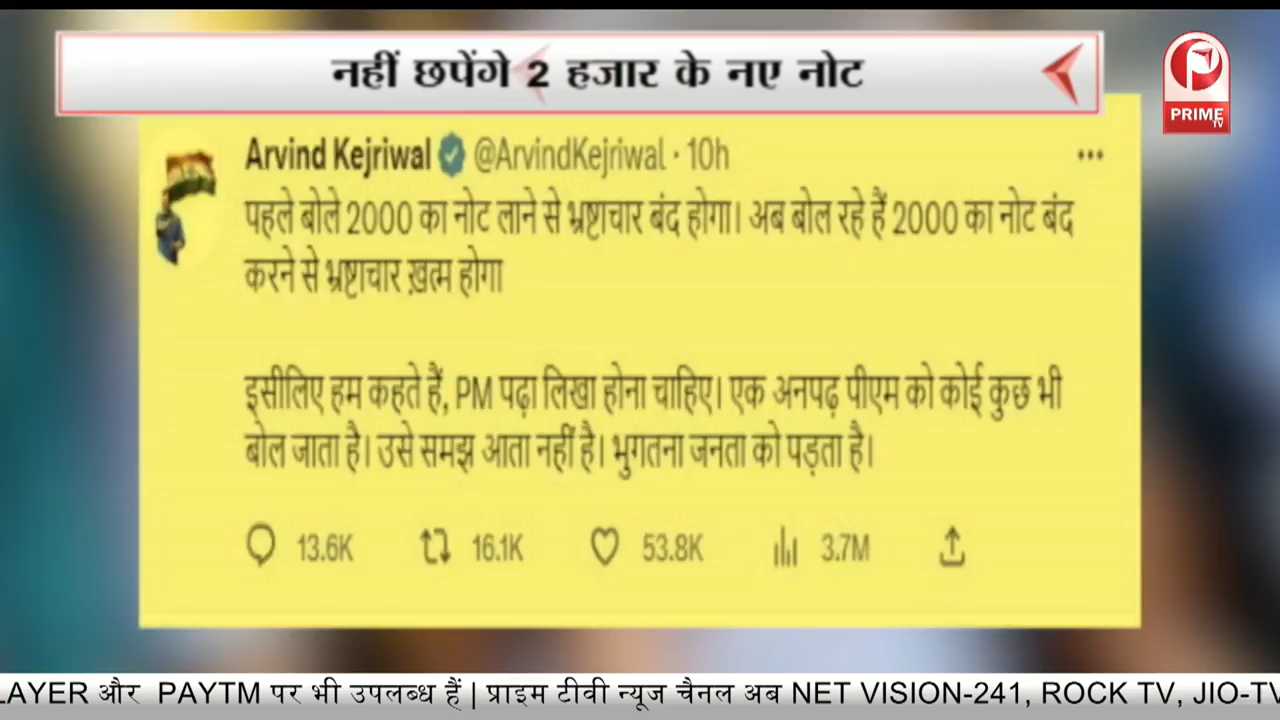 नहीं छपेंगे 2 हजार के नए नोट
PRIME
TV
Arvind Kejriwal @ArvindKejriwal · 10h
पहले बोले 2000 का नोट लाने से भ्रष्टाचार बंद होगा। अब बोल रहे हैं 2000 का नोट बंद
करने से भ्रष्टाचार ख़त्म होगा
इसीलिए हम कहते हैं, PM पढ़ा लिखा होना चाहिए। एक अनपढ़ पीएम को कोई कुछ भी
बोल जाता है। उसे समझ आता नहीं है। भुगतना जनता को पड़ता है।
13.6K 16.1K 53.8K 3.7M
LAYER और PAYTM पर भी उपलब्ध हैं | प्राइम टीवी न्यूज चैनल अब NET VISION-241, ROCK TV, JIO-TV